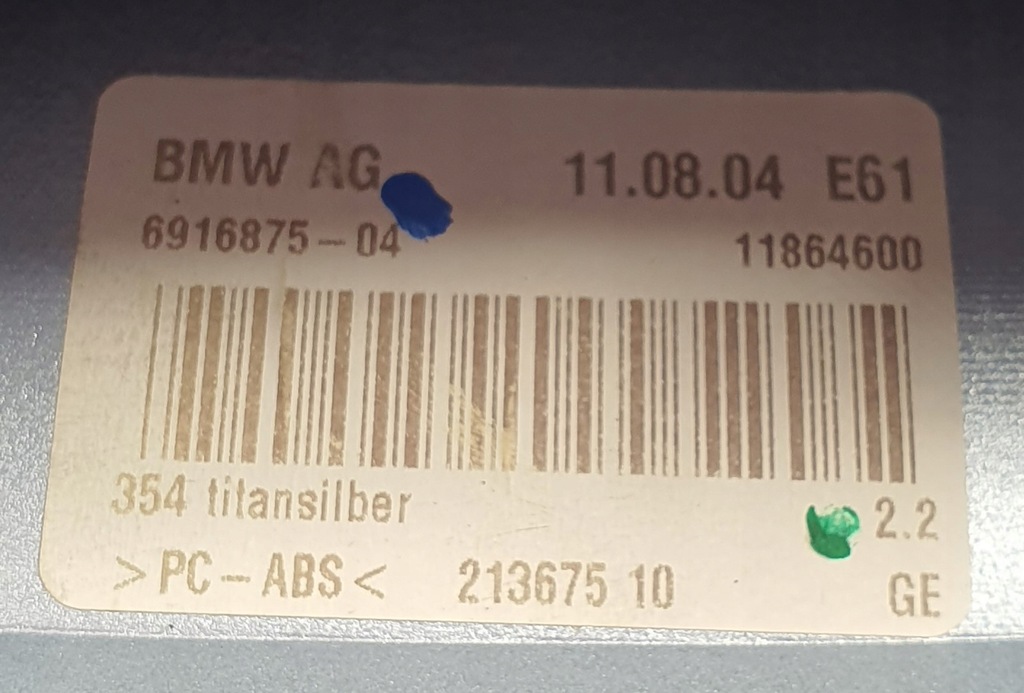 BMW AG 11.08.04 E61
6916875-04 11864600
354 titansilber 2.2
>PC-ABS< 213675 10 GE